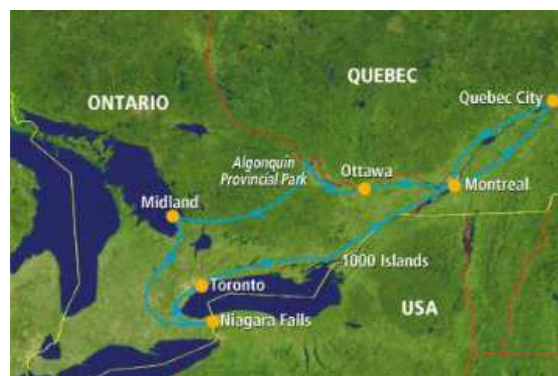 QUEBEC
Quebec City
ONTARIO
Algonquin
Provincial Park
Ottawa
Montreal
Midland
1000 Islands
Toronto
USA
Niagara Falls